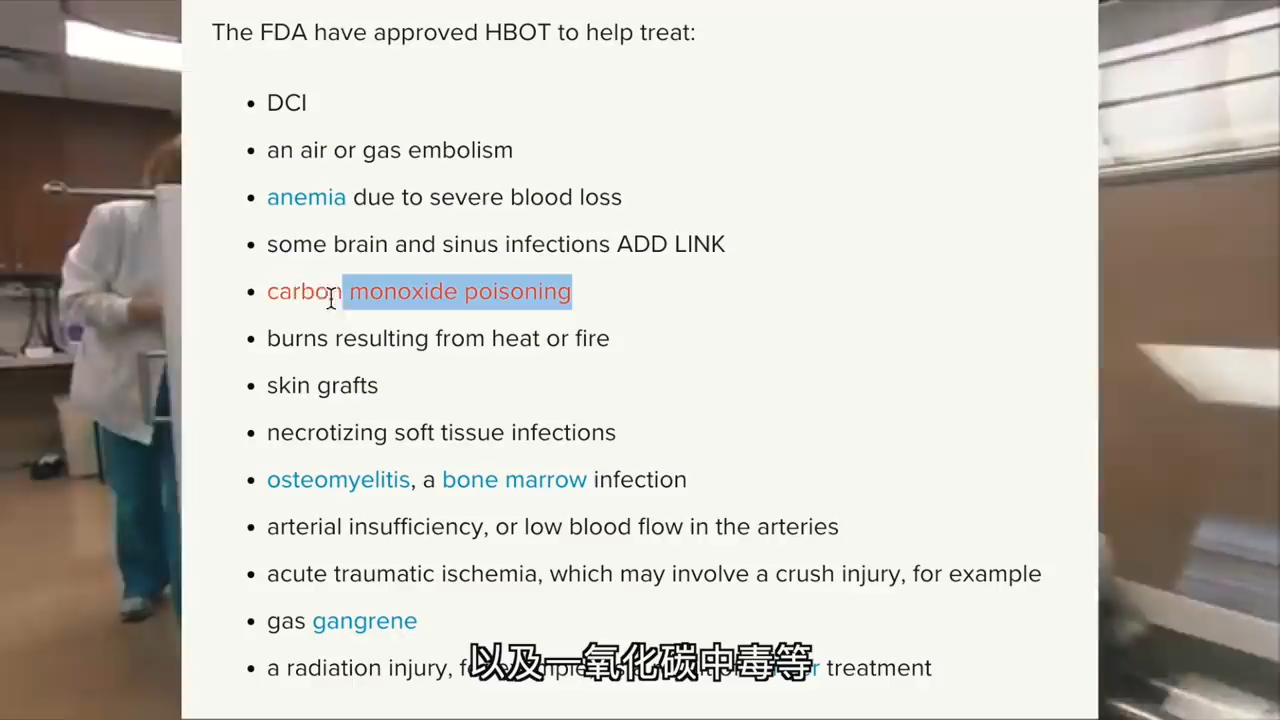 The FDA have approved HBOT to help treat:
• DCI
• an air or gas embolism
• anemia due to severe blood loss
• some brain and sinus infections ADD LINK
• carbon monoxide poisoning
• burns resulting from heat or fire
• skin grafts
• necrotizing soft tissue infections
• osteomyelitis, a bone marrow infection
• arterial insufficiency, or low blood flow in the arteries
• acute traumatic ischemia, which may involve a crush injury, for example
• gas gangrene
• a radiation injury, treatment
以及一氧化碳中毒等